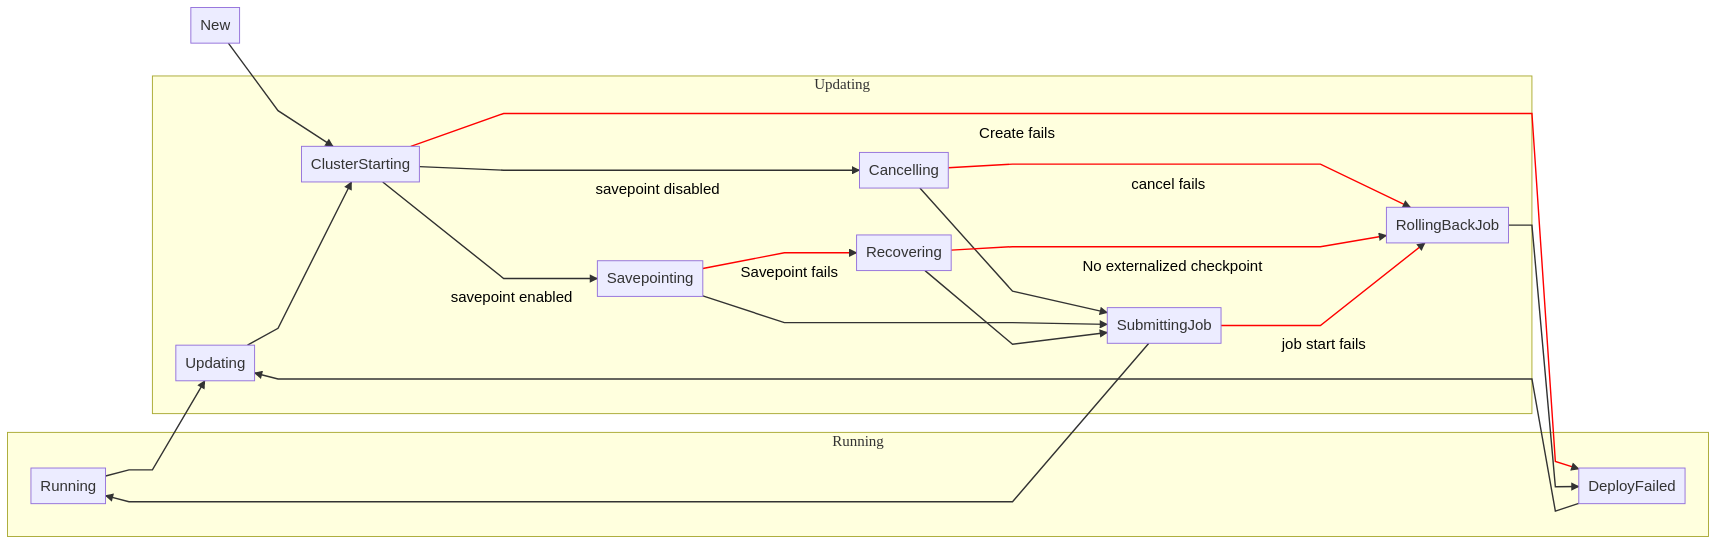 New
Updating
Create fails
ClusterStarting
Cancelling
savepoint disabled
cancel fails
RollingBackJob
Recovering
Savepoint fails
No externalized checkpoint
Savepointing
savepoint enabled
SubmittingJob
job start fails
Updating
Running
Running
DeployFailed